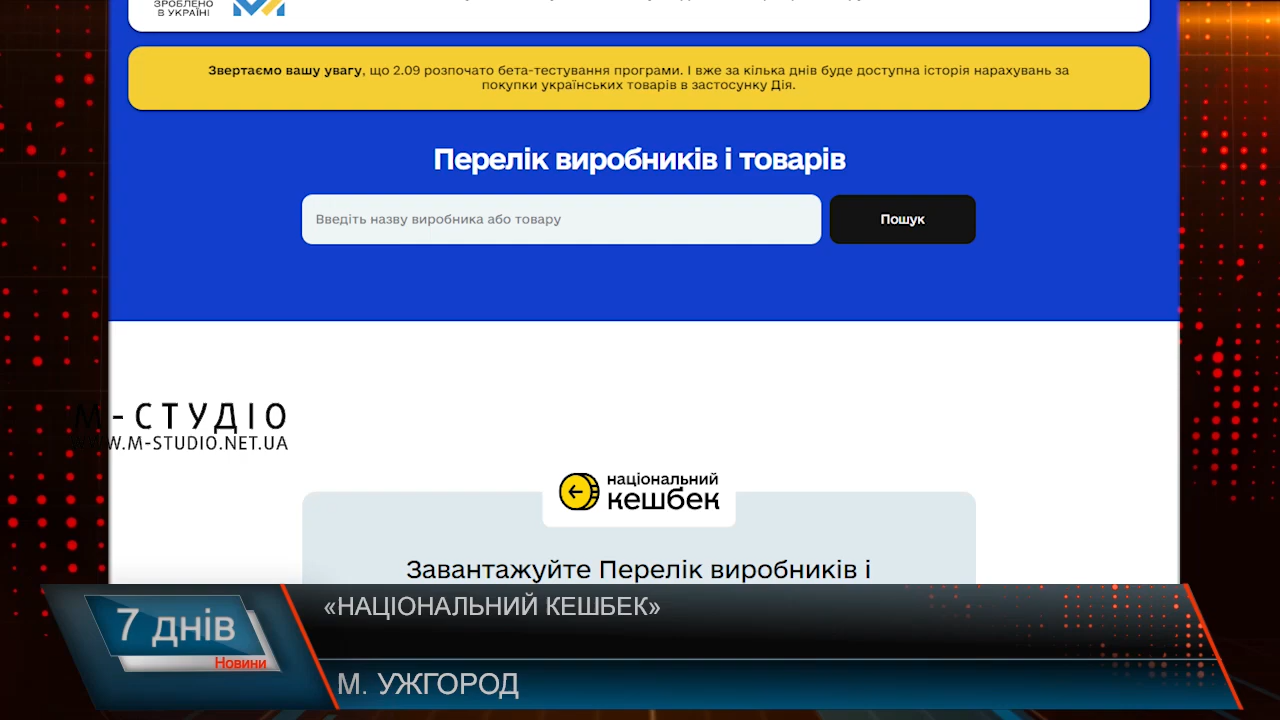 ЗРОБЛЕНО
В УКРАЇНІ
Звертаємо вашу увагу, що 2.09 розпочато бета-тестування програми. І вже за кілька днів буде доступна історія нарахувань за
покупки українських товарів в застосунку Дія.
Перелік виробників і товарів
Введіть назву виробника або товару
Пошук
М-СТУДІО
WWW.M-STUDIO.NET.UA
національний
кешбек
Завантажуйте Перелік виробників і
«НАЦІОНАЛЬНИЙ КЕШБЕК»
7 днів
Новини
М. УЖГОРОД